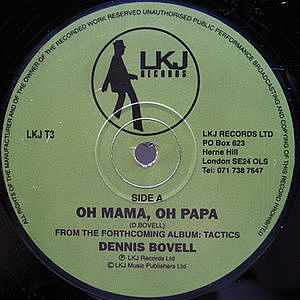 ALL RIGHTS OF THE MANUFACTURER AND OF THE OWNER OF THE RECORDED WORK RESERVED UNAUTHORISED PUBLIC PERFORMANCE, BROADCASTING AND COPYING OF THIS RECORD PROHIBITED
LKJ
RECORDS
LKJ T3
LKJ RECORDS LTD
PO Box 623
Herne Hill
London SE24 OLS
Tel: 071 738 7647
SIDE A
OH MAMA, OH PAPA
(D.BOVELL)
FROM THE FORTHCOMING ALBUM: TACTICS
DENNIS BOVELL
Ⓟ LKJ Records Ltd
© LKJ Music Publishers Ltd